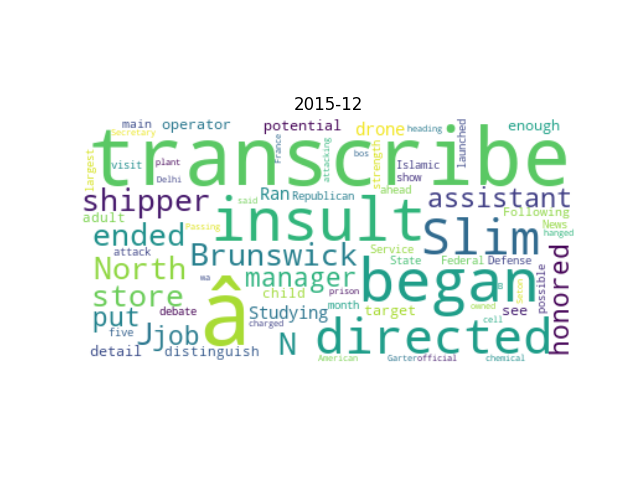 2015-12
main operator potential drone heading launched enough
Secretary
transcribe
largest visit plant Delhi France attacking bos strength Islamic show
shipper said Ran Republican ahead assistant
adult insult Slim Following
Passing News hanged
ended attack Brunswick Service State Federal Defense
North wa manager began possible honored
store child prison month target owned B Seton see
put debate â Studying charged cell
five J job N directed
detail distinguish American Garter official chemical